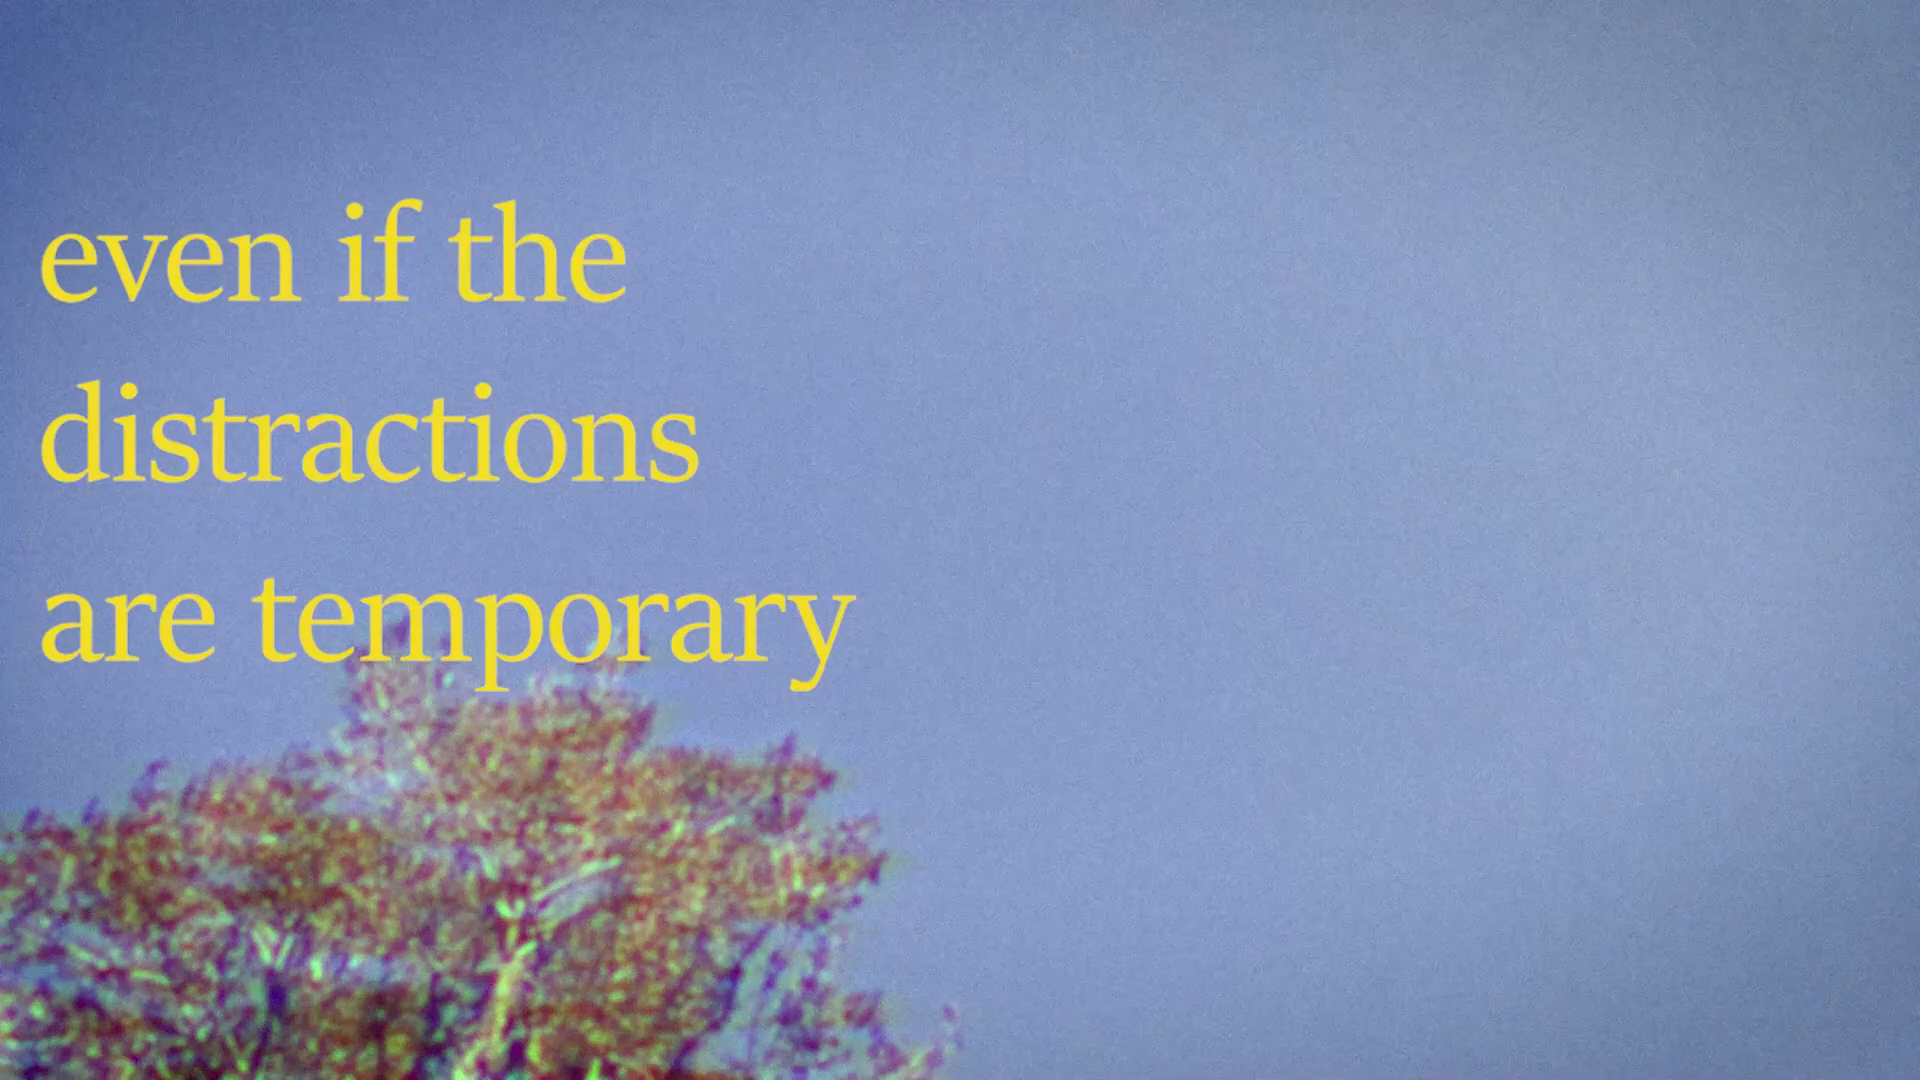 even if the
distractions
are temporary